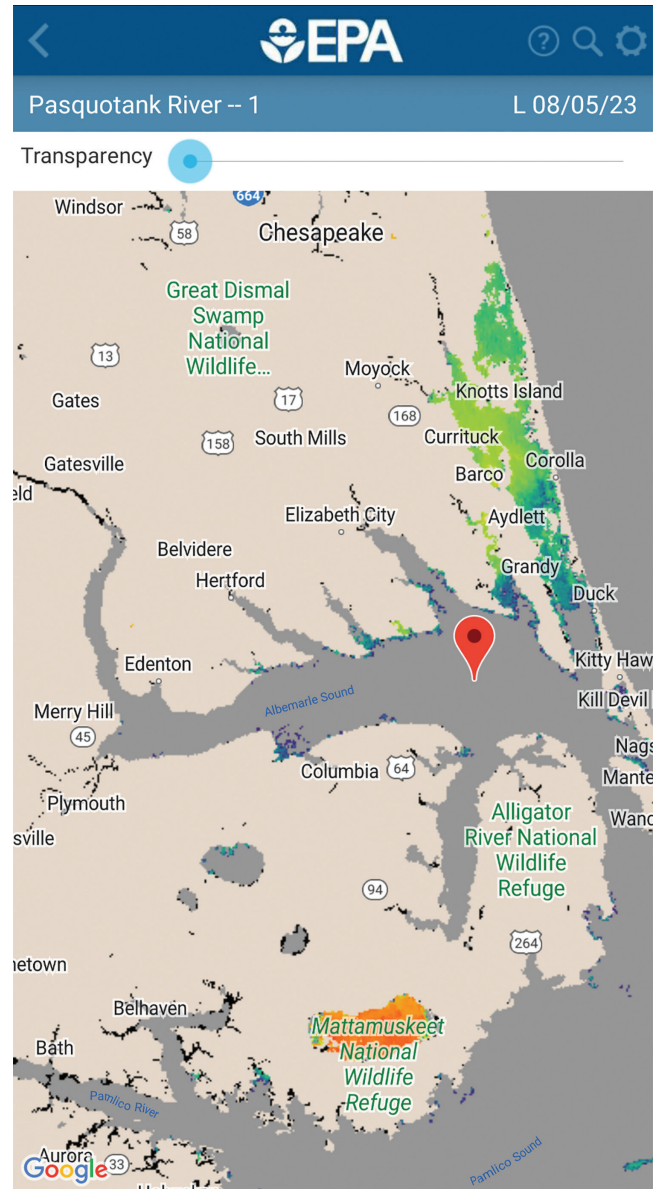 EPA
Pasquotank River -- 1
L 08/05/23
Transparency
664
Windsor
58
Chesapeake
Great Dismal
Swamp
National
Wildlife...
13
Moyock
Knotts Island
Gates
17
168
158
South Mills
Currituck
Gatesville
Barco
Corolla
eld
Elizabeth City
Aydlett
Belvidere
Grandy
Hertford
Duck
Edenton
Kitty Haw
Albemarle Sound
Kill Devil
Merry Hill
45
Nags
Columbia
64
Mante
Plymouth
Alligator
River National
Wildlife
Refuge
Wanc
sville
94
264
netown
Belhaven
Mattamuskeet
National
Wildlife
Refuge
Bath
Pamlico River
Aurora
Google
33
Pamlico Sound